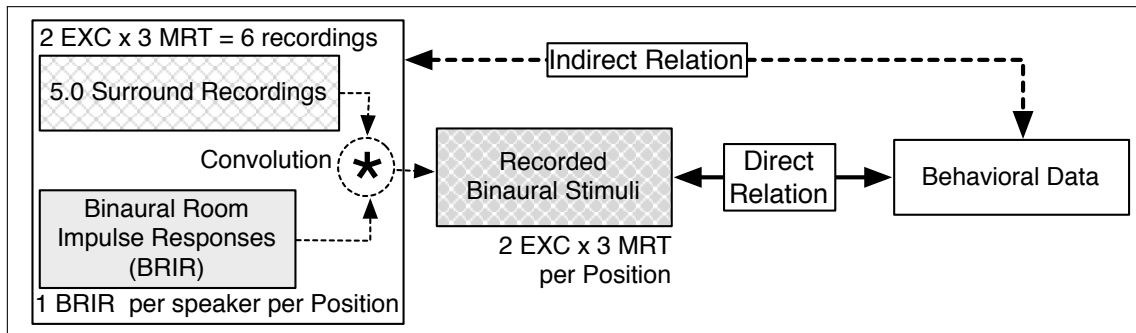 2 EXC x 3 MRT = 6 recordings
5.0 Surround Recordings
Convolution
*
Binaural Room
Impulse Responses
(BRIR)
1 BRIR per speaker per Position
Recorded
Binaural Stimuli
2 EXC x 3 MRT
per Position
Indirect Relation
Direct
Relation
Behavioral Data